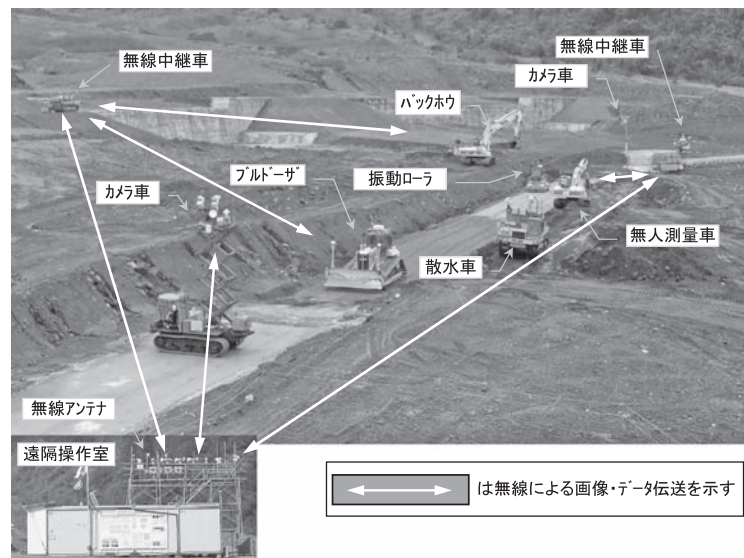 無線中継車
無線中継車
カメラ車
バックホウ
ブルドーザ
振動ローラ
カメラ車
無人測量車
散水車
無線アンテナ
遠隔操作室
は無線による画像・データ伝送を示す